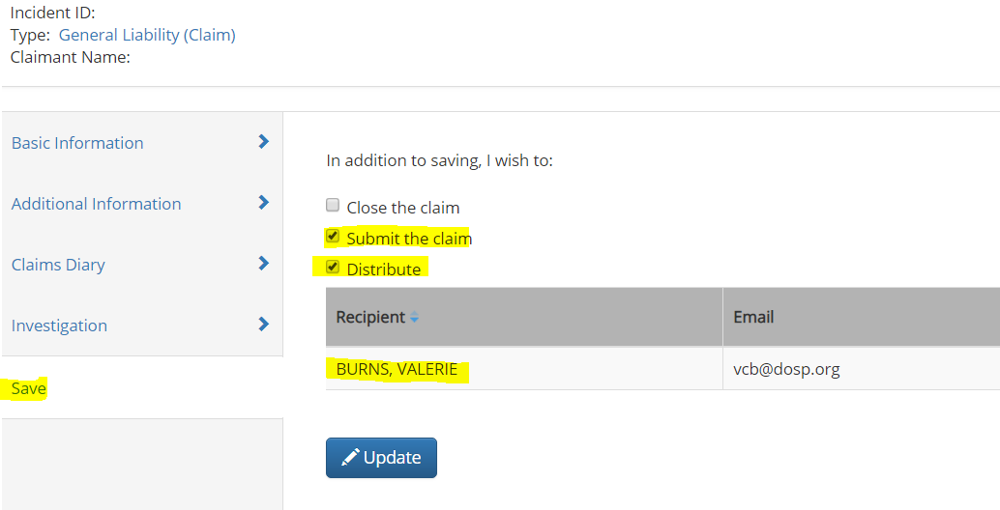 Incident ID:
Type: General Liability (Claim)
Claimant Name:
Basic Information
Additional Information
Claims Diary
Investigation
Save
In addition to saving, I wish to:
Close the claim
Submit the claim
Distribute
Recipient Email
BURNS, VALERIE vcb@dosp.org
Update